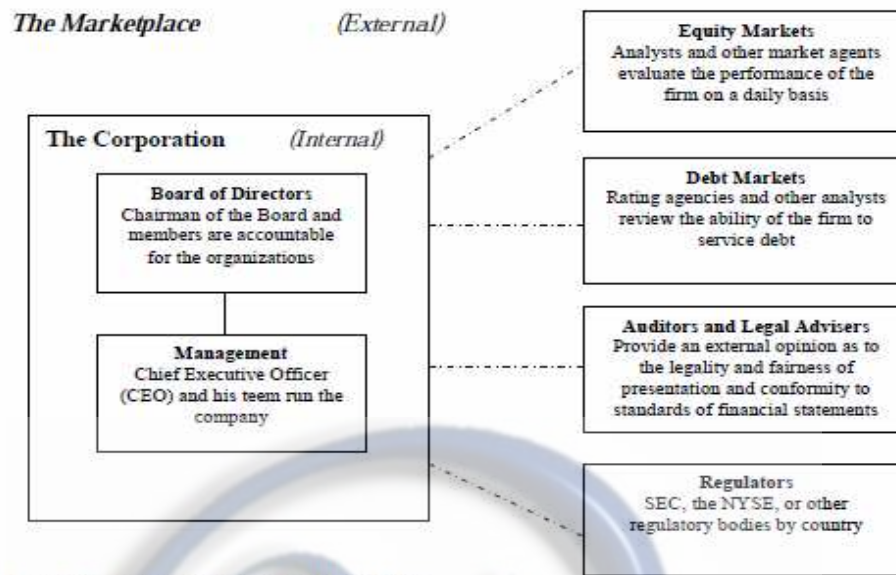 The Marketplace (External)
The Corporation (Internal)
Board of Directors
Chairman of the Board and
members are accountable
for the organizations
Management
Chief Executive Officer
(CEO) and his teem run the
company
Equity Markets
Analysts and other market agents
evaluate the performance of the
firm on a daily basis
Debt Markets
Rating agencies and other analysts
review the ability of the firm to
service debt
Auditors and Legal Advisers
Provide an external opinion as to
the legality and fairness of
presentation and conformity to
standards of financial statements
Regulators
SEC, the NYSE, or other
regulatory bodies by country